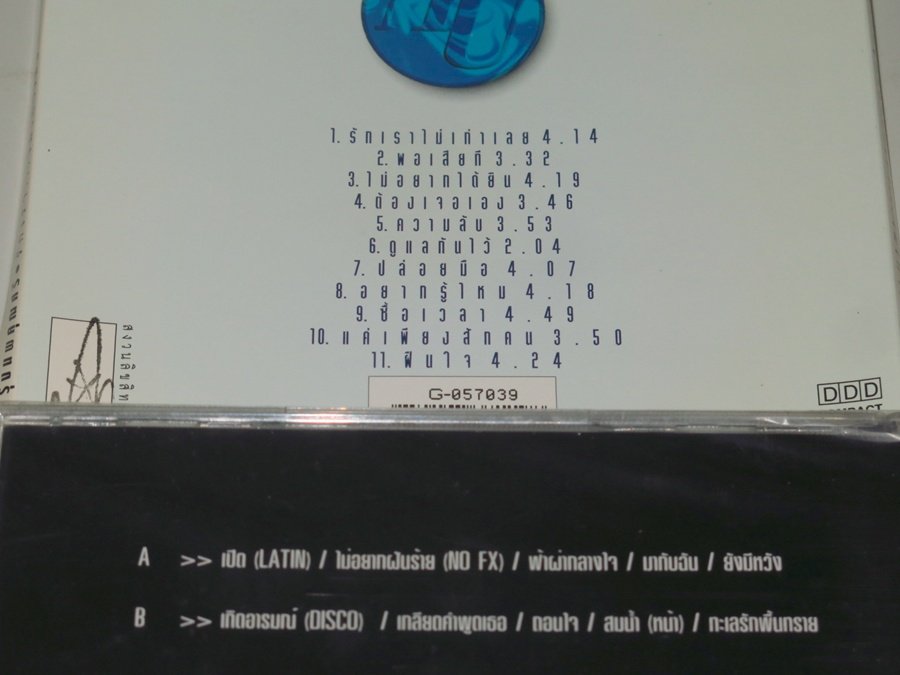 1. รักเราไม่เท่าเลย 4.14
2. พอเสียที 3.32
3. ไม่อยากได้ยิน 4.19
4. ต้องเจอเอง 3.46
5. ความลับ 3.53
6. ดูแลกันไว้ 2.04
7. ปล่อยมือ 4.07
8. อยากรู้ไหม 4.18
9. ซื้อเวลา 4.49
10. แค่เพียงสักคน 3.50
11. ฝืนใจ 4.24
G-057039
DDD
A >> เปิด (LATIN) / ไม่อยากฝันร้าย (NO FX) / ฟ้าผ่ากลางใจ / มากับฉัน / ยังมีหวัง
B >> เกิดอารมณ์ (DISCO) / เกลียดคำพูดเธอ / ถอนใจ / สมน้ำ (หน้า) / ทะเลรักพื้นทราย